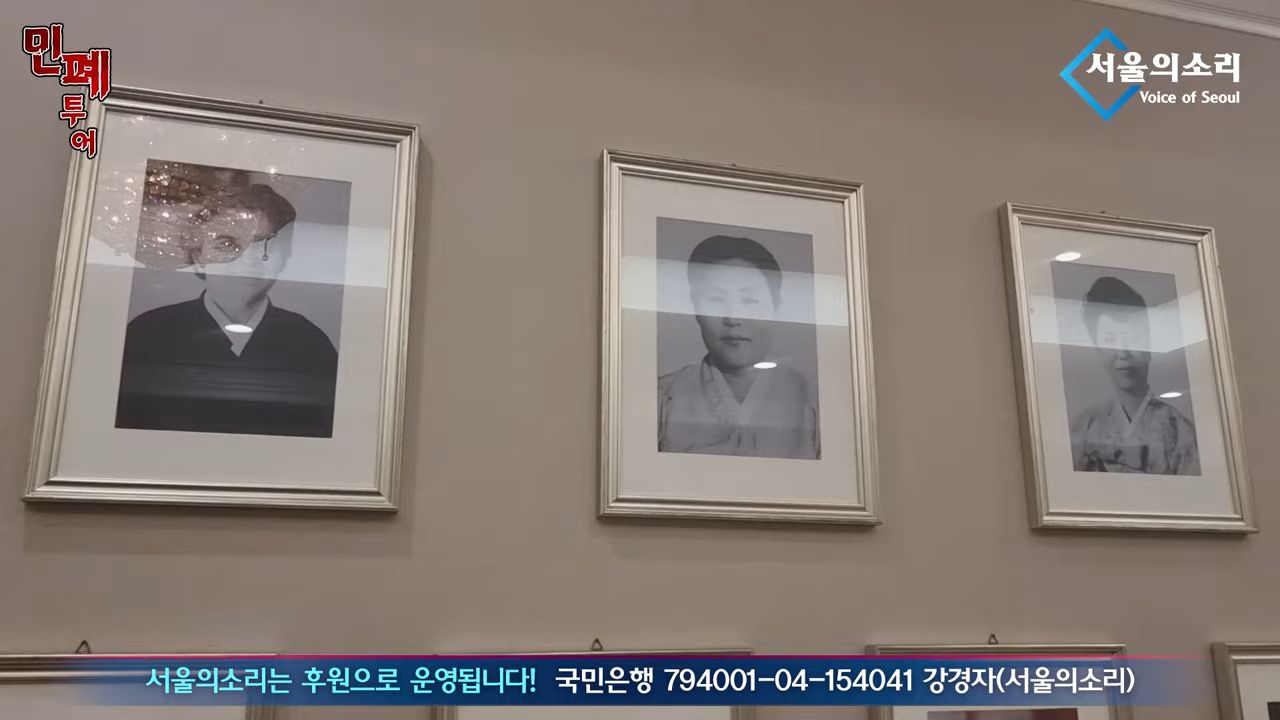 민폐
투어
서울의소리
Voice of Seoul
서울의소리는 후원으로 운영됩니다! 국민은행 794001-04-154041 강경자(서울의소리)